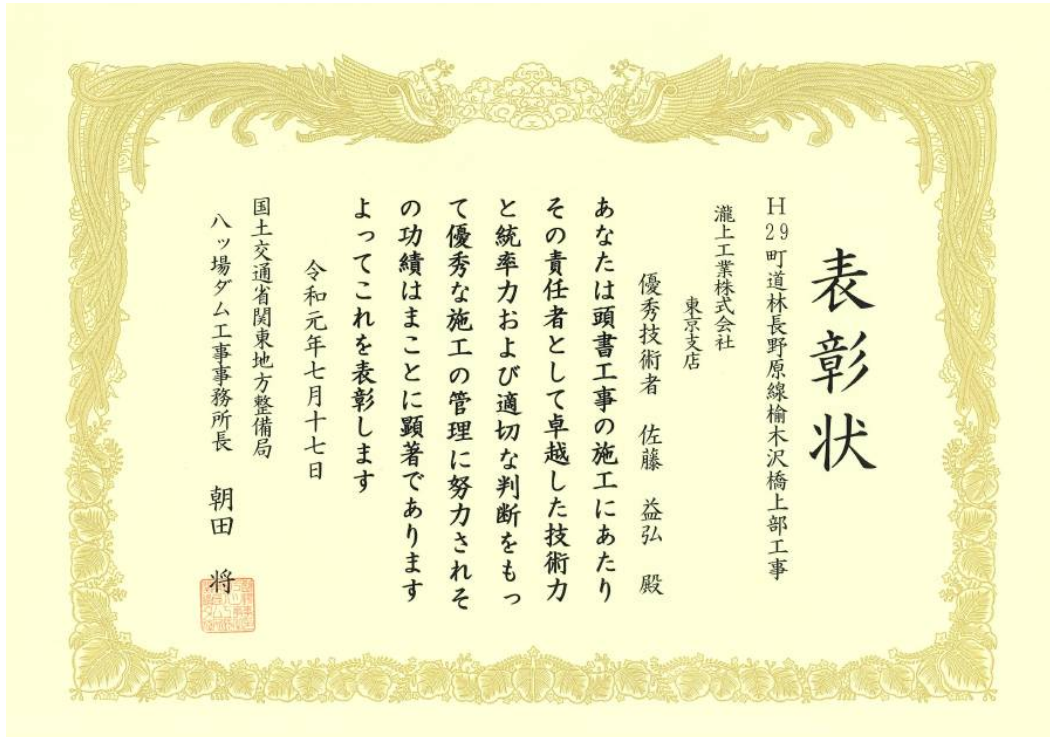 表彰状
H29町道林長野原線楡木沢橋上部工事
瀧上工業株式会社
東京支店
優秀技術者 佐藤 益弘 殿
あなたは頭書工事の施工にあたり
その責任者として卓越した技術力
と統率力および適切な判断をもっ
て優秀な施工の管理に努力されそ
の功績はまことに顕著であります
よってこれを表彰します
令和元年七月十七日
国土交通省関東地方整備局
八ッ場ダム工事事務所長 朝田 将